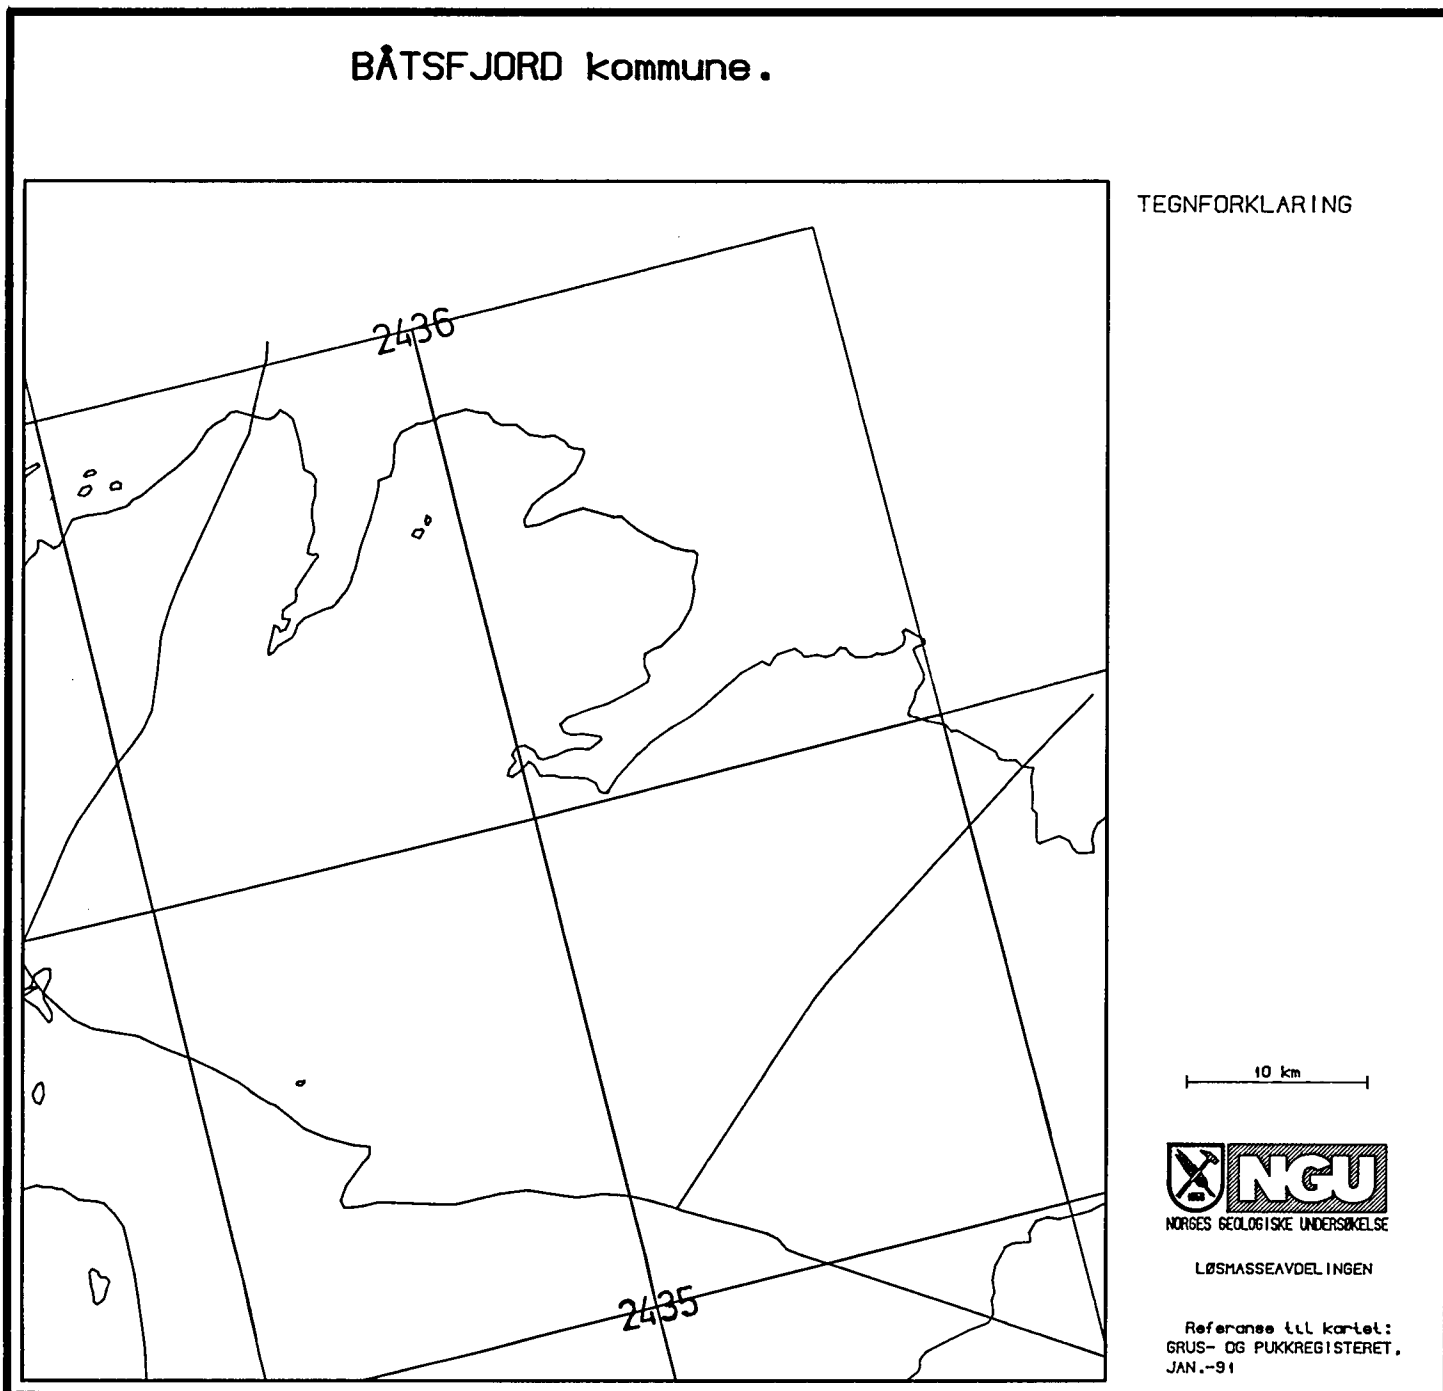 BÅTSFJORD kommune.
TEGNFORKLARING
2436
2435
10 km
1858
NGU
NORGES GEOLOGISKE UNDERSØKELSE
LØSMASSEAVDELINGEN
Referanse til kartet:
GRUS- OG PUKKREGISTERET,
JAN.-91